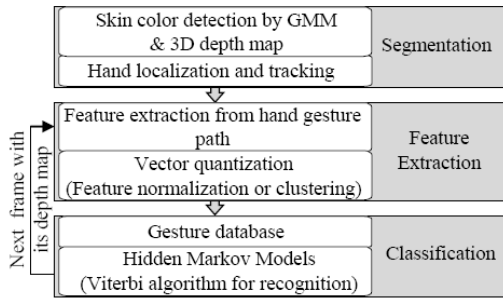 Skin color detection by GMM
& 3D depth map
Hand localization and tracking
Segmentation
Feature extraction from hand gesture
path
Vector quantization
(Feature normalization or clustering)
Feature
Extraction
Next frame with
its depth map
Gesture database
Hidden Markov Models
(Viterbi algorithm for recognition)
Classification